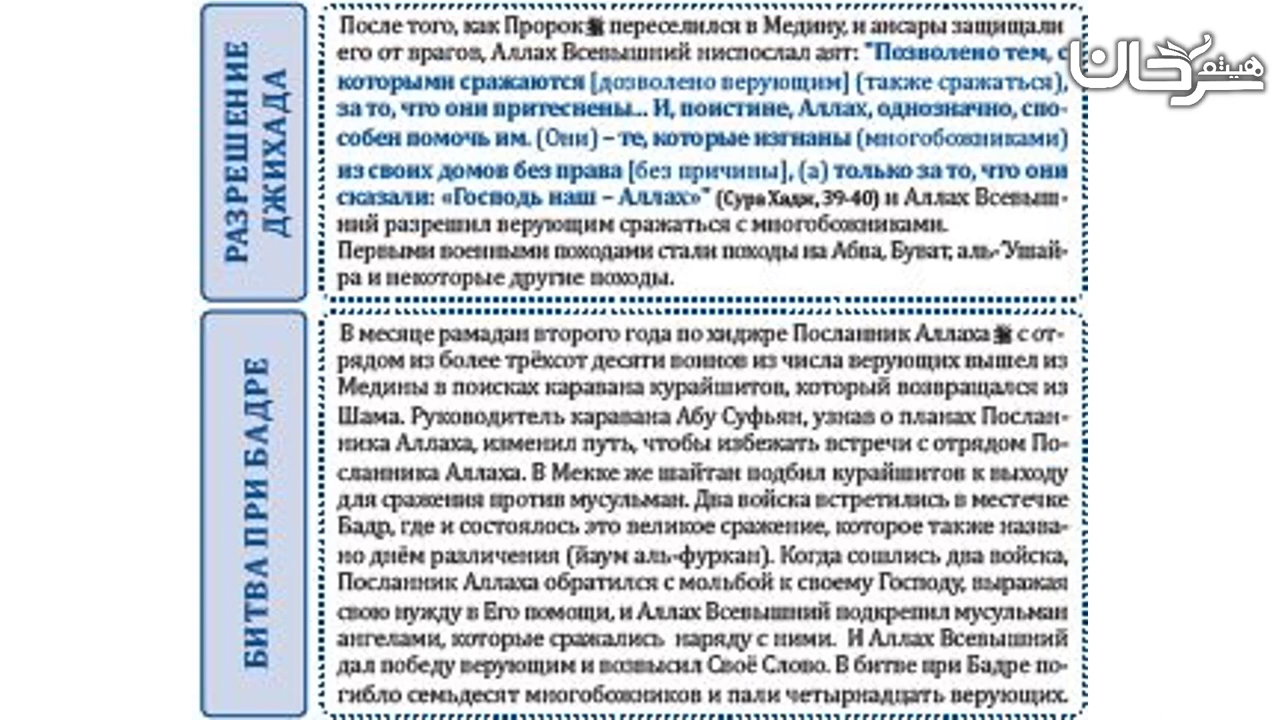 РАЗРЕШЕНИЕ
ДЖИХАДА
После того, как Пророк ﷺ переселился в Медину, и ансары защищали
его от врагов, Аллах Всевышний ниспослал аят: "Позволено тем, с
которыми сражаются [дозволено верующим] (также сражаться),
за то, что они притеснены... И, поистине, Аллах, однозначно, спо-
собен помочь им. (Они) – те, которые изгнаны (многобожниками)
из своих домов без права [без причины], (а) только за то, что они
сказали: «Господь наш – Аллах»" (Сура Хадж, 39-40) и Аллах Всевыш-
ний разрешил верующим сражаться с многобожниками.
Первыми военными походами стали походы на Абва, Буват, аль-'Ушай-
ра и некоторые другие походы.
БИТВА ПРИ БАДРЕ
В месяце рамадан второго года по хиджре Посланник Аллаха ﷺ с от-
рядом из более трёхсот десяти воинов из числа верующих вышел из
Медины в поисках каравана курайшитов, который возвращался из
Шама. Руководитель каравана Абу Суфьян, узнав о планах Послан-
ника Аллаха, изменил путь, чтобы избежать встречи с отрядом По-
сланника Аллаха. В Мекке же шайтан подбил курайшитов к выходу
для сражения против мусульман. Два войска встретились в местечке
Бадр, где и состоялось это великое сражение, которое также назва-
но днём различения (йаум аль-фуркан). Когда сошлись два войска,
Посланник Аллаха обратился с мольбой к своему Господу, выражая
свою нужду в Его помощи, и Аллах Всевышний подкрепил мусульман
ангелами, которые сражались наряду с ними. И Аллах Всевышний
дал победу верующим и возвысил Своё Слово. В битве при Бадре по-
гибло семьдесят многобожников и пали четырнадцать верующих.